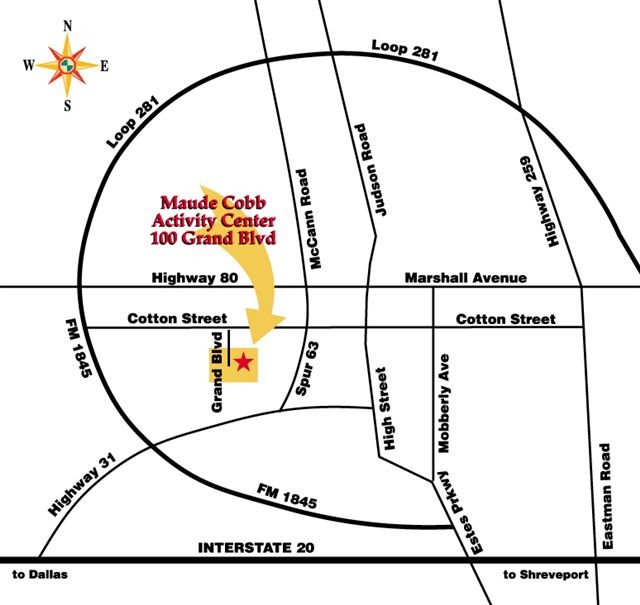 N
W
E
S
Loop 281
Loop 281
Maude Cobb
Activity Center
100 Grand Blvd
McCann Road
Judson Road
Highway 259
Highway 80
Marshall Avenue
Cotton Street
Cotton Street
FM 1845
Grand Blvd
Spur 63
High Street
Mobberly Ave
Highway 31
FM 1845
Estes Prkwy
Eastman Road
INTERSTATE 20
to Dallas
to Shreveport